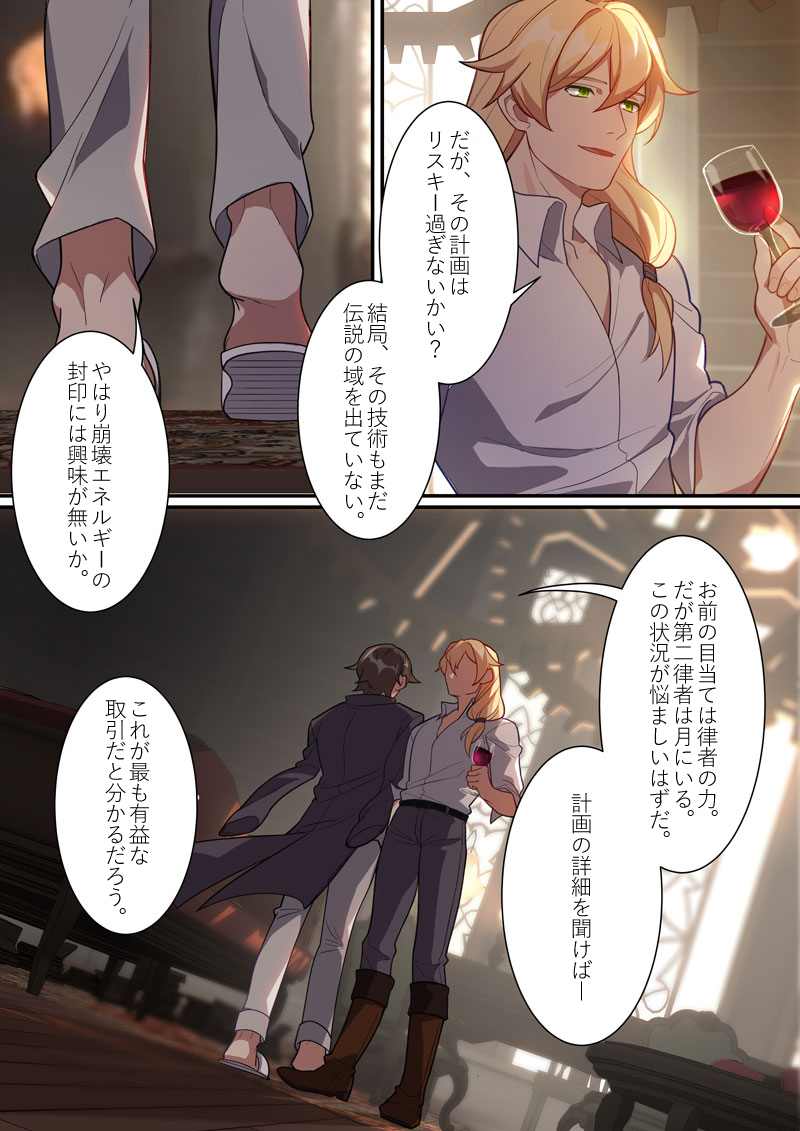 だが、その計画は
リスキー過ぎないかい？
結局、その技術もまだ
伝説の域を出ていない。
やはり崩壊エネルギーの
封印には興味が無いか。
お前の目当ては律者の力。
だが第二律者は月にいる。
この状況が悩ましいはずだ。
計画の詳細を聞けば―
これが最も有益な
取引だと分かるだろう。